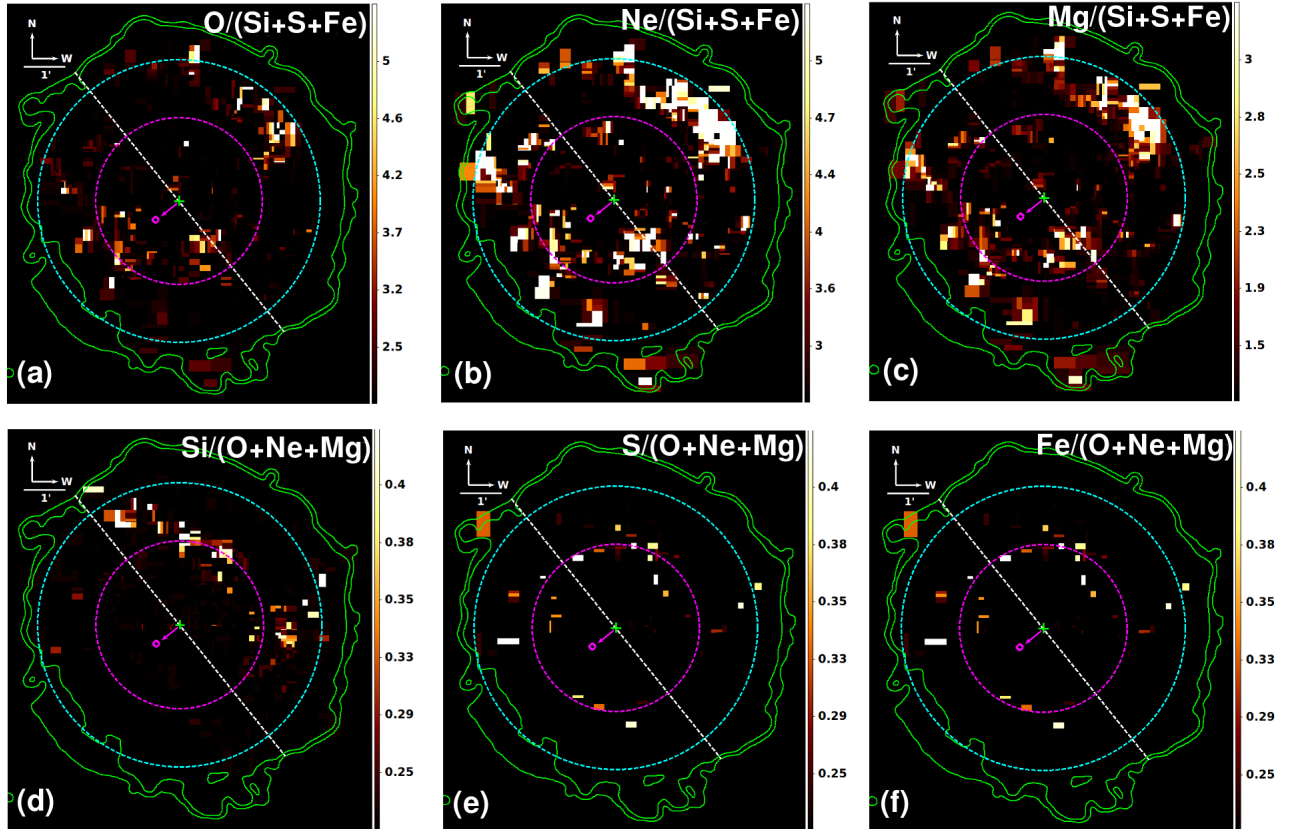 O/(Si+S+Fe)
N
W
1'
5
4.6
4.2
3.7
3.2
2.5
(a)
Ne/(Si+S+Fe)
N
W
1'
5
4.7
4.4
4
3.6
3
(b)
Mg/(Si+S+Fe)
N
W
1'
3
2.8
2.5
2.3
1.9
1.5
(c)
Si/(O+Ne+Mg)
N
W
1'
0.4
0.38
0.35
0.33
0.29
0.25
(d)
S/(O+Ne+Mg)
N
W
1'
0.4
0.38
0.35
0.33
0.29
0.25
(e)
Fe/(O+Ne+Mg)
N
W
1'
0.4
0.38
0.35
0.33
0.29
0.25
(f)